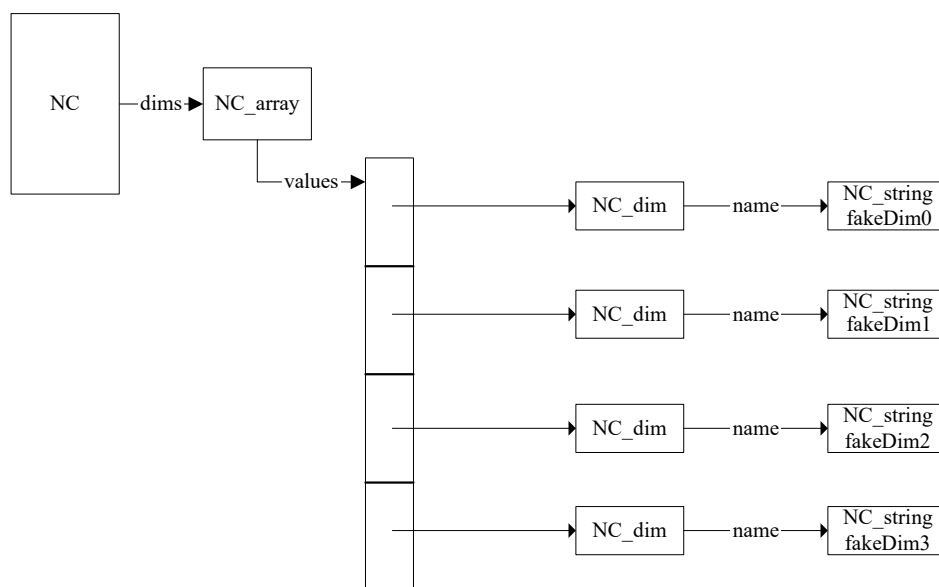 NC
dims
NC_array
values
NC_dim
name
NC_string
fakeDim0
NC_dim
name
NC_string
fakeDim1
NC_dim
name
NC_string
fakeDim2
NC_dim
name
NC_string
fakeDim3